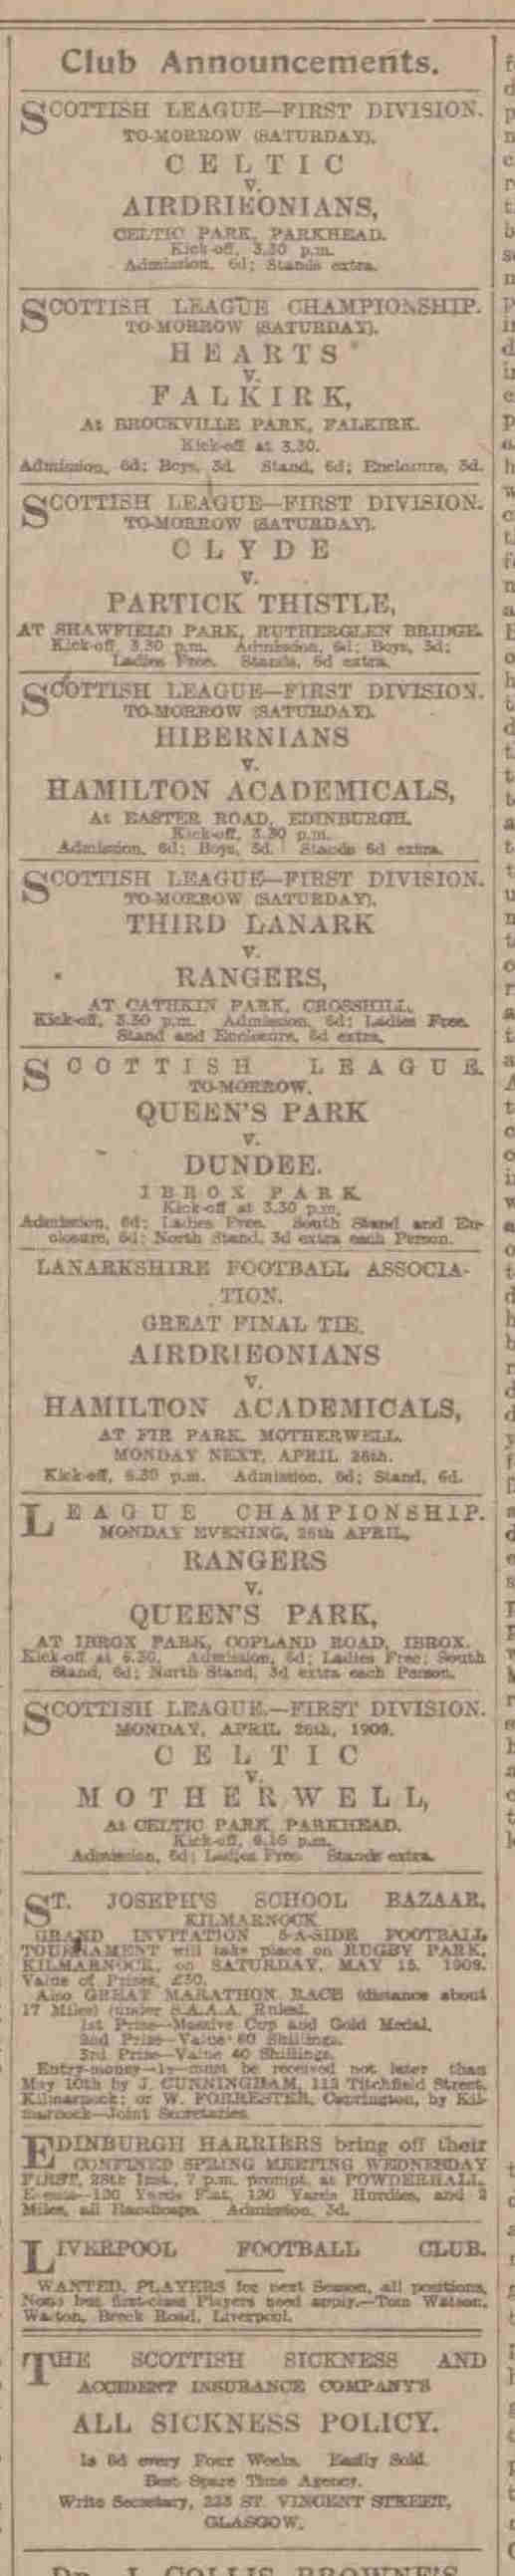 Club Announcements.
SCOTTISH LEAGUE—FIRST DIVISION.
TO-MORROW (SATURDAY).
CELTIC
v.
AIRDRIEONIANS,
CELTIC PARK, PARKHEAD.
Kick-off, 3.30 p.m.
Admission, 6d; Stands extra.
SCOTTISH LEAGUE CHAMPIONSHIP.
TO-MORROW (SATURDAY).
HEARTS
v.
FALKIRK,
At BROCKVILLE PARK, FALKIRK.
Kick-off at 3.30.
Admission, 6d; Boys, 3d. Stand, 6d; Enclosure, 3d.
SCOTTISH LEAGUE—FIRST DIVISION.
TO-MORROW (SATURDAY).
CLYDE
v.
PARTICK THISTLE,
AT SHAWFIELD PARK, RUTHERGLEN BRIDGE.
Kick-off, 3.30 p.m. Admission, 6d; Boys, 3d;
Ladies Free. Stands, 6d extra.
SCOTTISH LEAGUE—FIRST DIVISION.
TO-MORROW (SATURDAY).
HIBERNIANS
v.
HAMILTON ACADEMICALS,
At EASTER ROAD, EDINBURGH.
Kick-off, 3.30 p.m.
Admission, 6d; Boys, 3d. Stands 6d extra.
SCOTTISH LEAGUE—FIRST DIVISION.
TO-MORROW (SATURDAY).
THIRD LANARK
v.
RANGERS,
AT CATHKIN PARK, CROSSHILL.
Kick-off, 3.30 p.m. Admission, 6d; Ladies Free.
Stand and Enclosure, 6d extra.
SCOTTISH LEAGUE.
TO-MORROW.
QUEEN'S PARK
v.
DUNDEE.
IBROX PARK.
Kick-off at 3.30 p.m.
Admission, 6d; Ladies Free. South Stand and En-
closure, 6d; North Stand, 3d extra each Person.
LANARKSHIRE FOOTBALL ASSOCIA-
TION.
GREAT FINAL TIE.
AIRDRIEONIANS
v.
HAMILTON ACADEMICALS,
AT FIR PARK, MOTHERWELL.
MONDAY NEXT, APRIL 26th.
Kick-off, 6.30 p.m. Admission, 6d; Stand, 6d.
LEAGUE CHAMPIONSHIP.
MONDAY EVENING, 26th APRIL,
RANGERS
v.
QUEEN'S PARK,
AT IBROX PARK, COPLAND ROAD, IBROX.
Kick-off at 6.30. Admission, 6d; Ladies Free; South
Stand, 6d; North Stand, 3d extra each Person.
SCOTTISH LEAGUE.—FIRST DIVISION.
MONDAY, APRIL 26th, 1909.
CELTIC
v.
MOTHERWELL,
At CELTIC PARK, PARKHEAD.
Kick-off, 6.15 p.m.
Admission, 6d; Ladies Free. Stands extra.
ST. JOSEPH'S SCHOOL BAZAAR,
KILMARNOCK.
GRAND INVITATION 5-A-SIDE FOOTBALL
TOURNAMENT will take place on RUGBY PARK,
KILMARNOCK, on SATURDAY, MAY 15, 1909.
Value of Prizes, £30.
Also GREAT MARATHON RACE (distance about
17 Miles) (under S.A.A.A. Rules).
1st Prize—Massive Cup and Gold Medal.
2nd Prize—Value 60 Shillings.
3rd Prize—Value 40 Shillings.
Entry-money—1s—must be received not later than
May 10th by J. CUNNINGHAM, 112 Titchfield Street,
Kilmarnock; or W. FORRESTER, Caprington, by Kil-
marnock—Joint Secretaries.
EDINBURGH HARRIERS bring off their
CONFINED SPRING MEETING WEDNESDAY
FIRST, 28th Inst., 7 p.m. prompt, at POWDERHALL.
Events—120 Yards Flat, 120 Yards Hurdles, and 2
Miles, all Handicaps. Admission, 3d.
LIVERPOOL FOOTBALL CLUB.
WANTED, PLAYERS for next Season, all positions.
None but first-class Players need apply.—Tom Watson,
Walton, Breck Road, Liverpool.
THE SCOTTISH SICKNESS AND
ACCIDENT INSURANCE COMPANY'S
ALL SICKNESS POLICY.
1s 6d every Four Weeks. Easily Sold.
Best Spare Time Agency.
Write Secretary, 223 ST. VINCENT STREET,
GLASGOW.
DR. J. COLLIS BROWNE'S